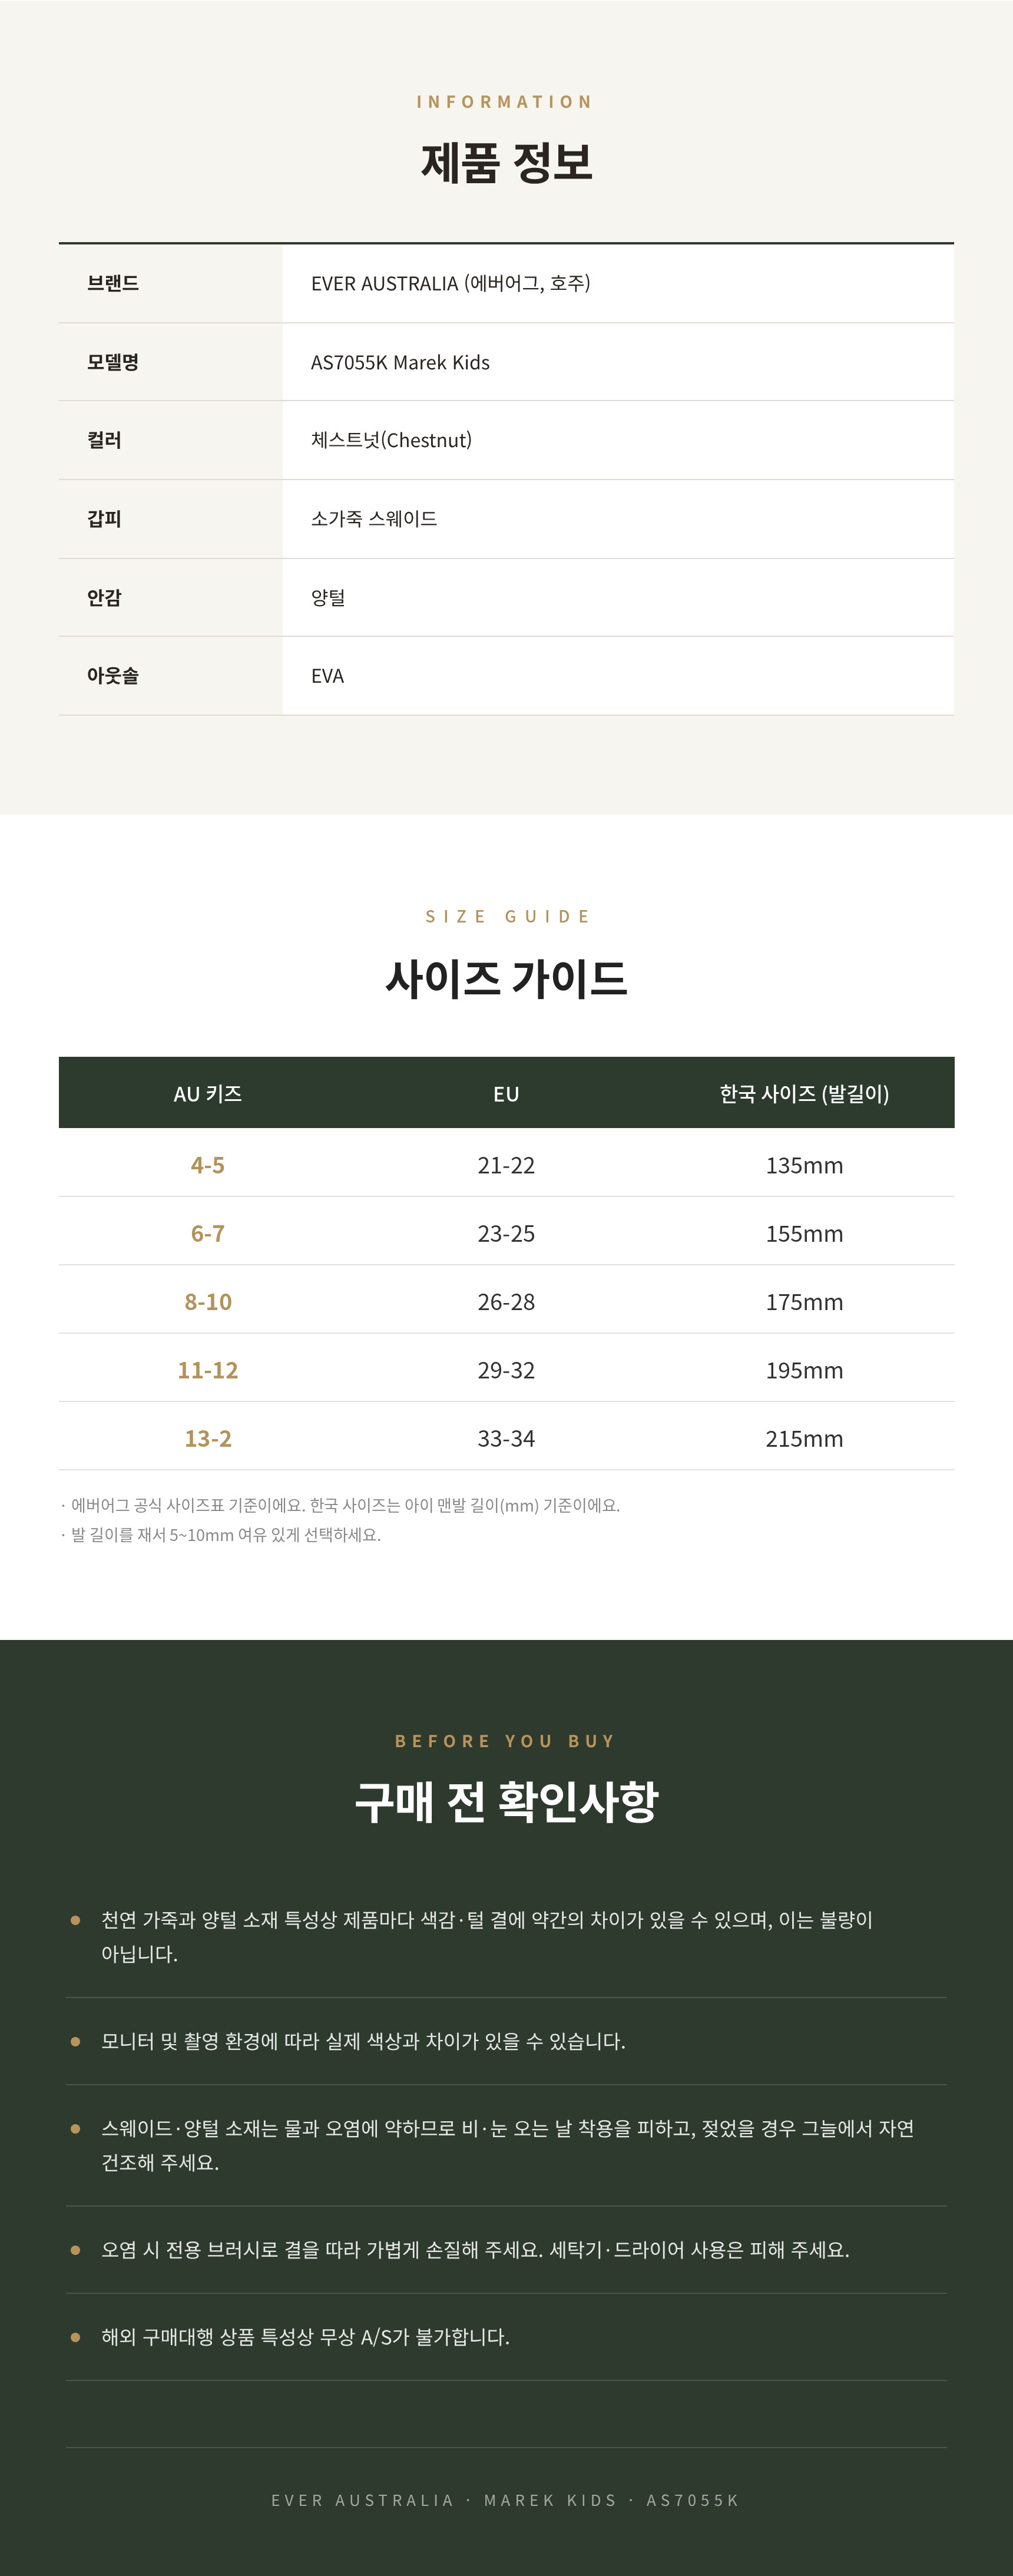 INFORMATION
제품 정보
브랜드 EVER AUSTRALIA (에버어그, 호주)
모델명 AS7055K Marek Kids
컬러 체스트넛(Chestnut)
갑피 소가죽 스웨이드
안감 양털
아웃솔 EVA
SIZE GUIDE
사이즈 가이드
AU 키즈 EU 한국 사이즈 (발길이)
4-5 21-22 135mm
6-7 23-25 155mm
8-10 26-28 175mm
11-12 29-32 195mm
13-2 33-34 215mm
· 에버어그 공식 사이즈표 기준이에요. 한국 사이즈는 아이 맨발 길이(mm) 기준이에요.
· 발 길이를 재서 5~10mm 여유 있게 선택하세요.
BEFORE YOU BUY
구매 전 확인사항
천연 가죽과 양털 소재 특성상 제품마다 색감·털 결에 약간의 차이가 있을 수 있으며, 이는 불량이
아닙니다.
모니터 및 촬영 환경에 따라 실제 색상과 차이가 있을 수 있습니다.
스웨이드·양털 소재는 물과 오염에 약하므로 비·눈 오는 날 착용을 피하고, 젖었을 경우 그늘에서 자연
건조해 주세요.
오염 시 전용 브러시로 결을 따라 가볍게 손질해 주세요. 세탁기·드라이어 사용은 피해 주세요.
해외 구매대행 상품 특성상 무상 A/S가 불가합니다.
EVER AUSTRALIA · MAREK KIDS · AS7055K